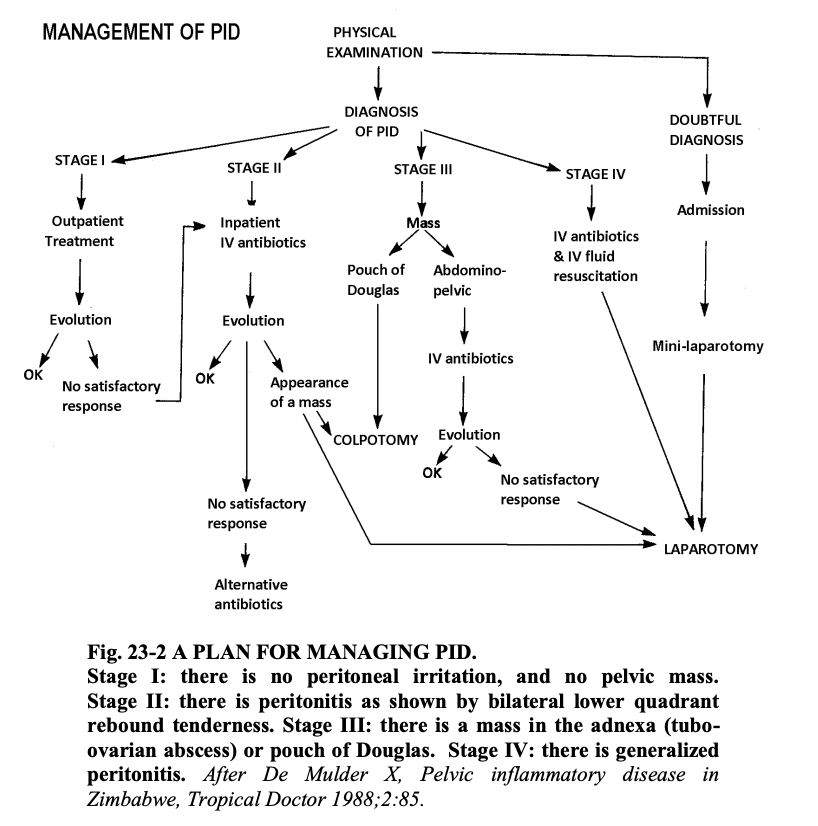 MANAGEMENT OF PID
PHYSICAL
EXAMINATION
DIAGNOSIS
OF PID
DOUBTFUL
DIAGNOSIS
STAGE I
STAGE II
STAGE III
STAGE IV
Outpatient
Treatment
Inpatient
IV antibiotics
Mass
IV antibiotics
& IV fluid
resuscitation
Admission
Pouch of
Douglas
Abdomino-
pelvic
Evolution
Evolution
IV antibiotics
Mini-laparotomy
OK
No satisfactory
response
OK
Appearance
of a mass
COLPOTOMY
Evolution
OK
No satisfactory
response
No satisfactory
response
LAPAROTOMY
Alternative
antibiotics
Fig. 23-2 A PLAN FOR MANAGING PID.
Stage I: there is no peritoneal irritation, and no pelvic mass.
Stage II: there is peritonitis as shown by bilateral lower quadrant
rebound tenderness. Stage III: there is a mass in the adnexa (tubo-
ovarian abscess) or pouch of Douglas. Stage IV: there is generalized
peritonitis. After De Mulder X, Pelvic inflammatory disease in
Zimbabwe, Tropical Doctor 1988;2:85.